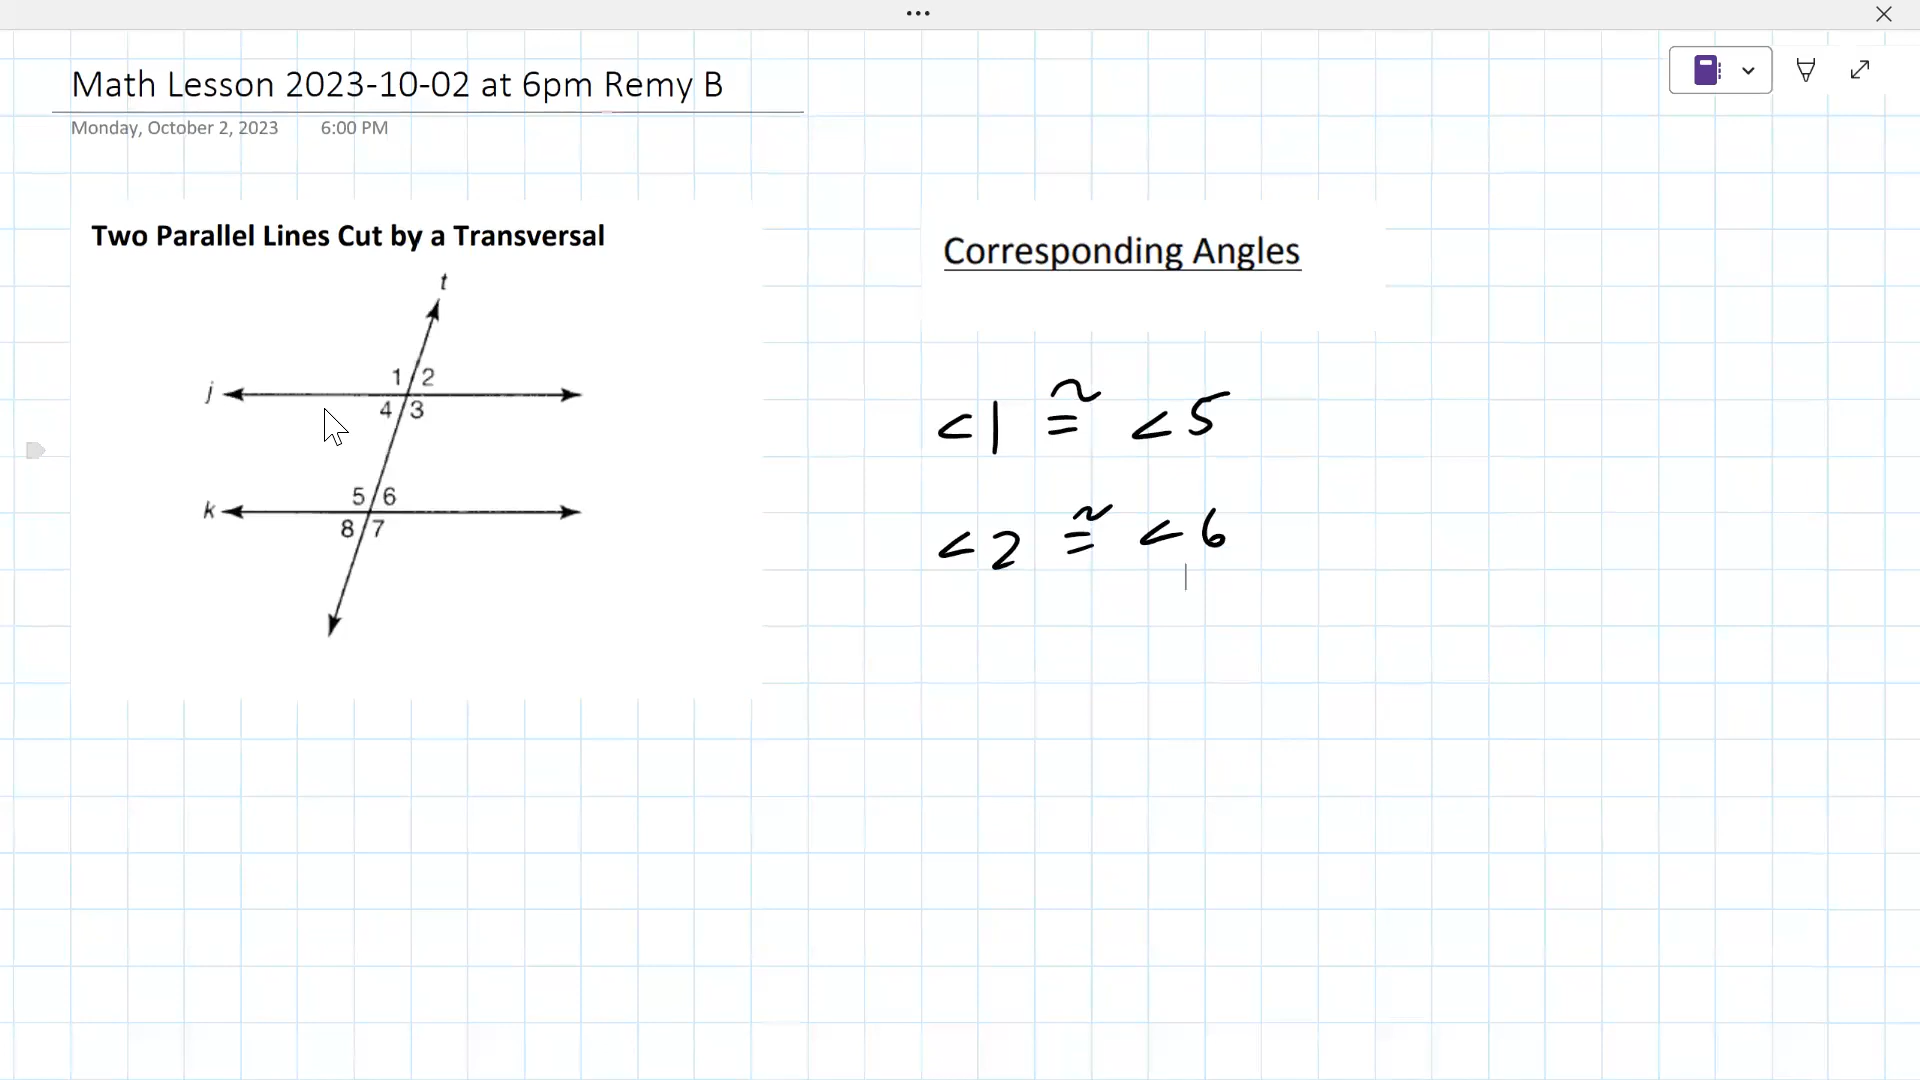 Math Lesson 2023-10-02 at 6pm Remy B
Monday, October 2, 2023 6:00 PM
Two Parallel Lines Cut by a Transversal
t
1 2
j
4 3
5 6
k
8 7
Corresponding Angles
<1 ≅ <5
<2 ≅ <6